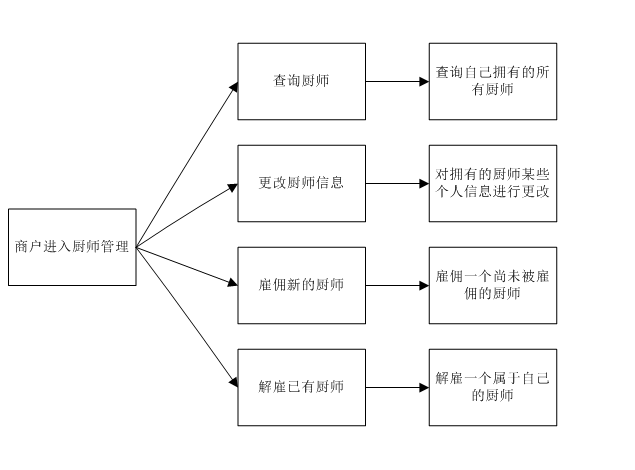 查询厨师
查询自己拥有的所
有厨师
更改厨师信息
对拥有的厨师某些
个人信息进行更改
商户进入厨师管理
雇佣新的厨师
雇佣一个尚未被雇
佣的厨师
解雇已有厨师
解雇一个属于自己
的厨师